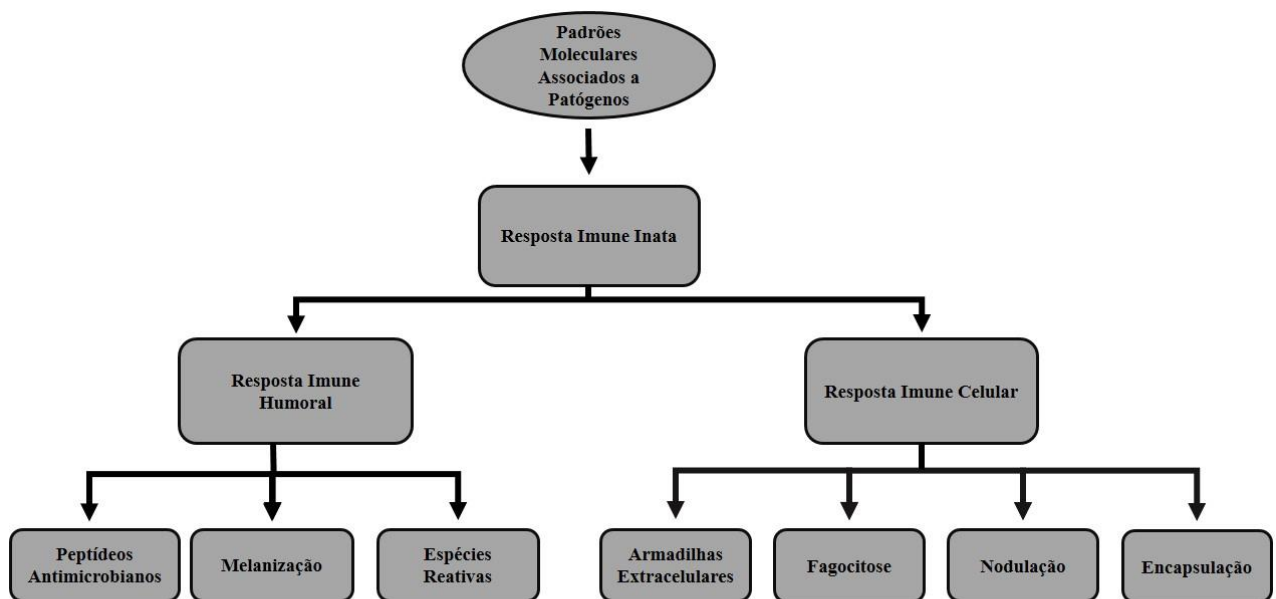 Padrões
Moleculares
Associados a
Patógenos
Resposta Imune Inata
Resposta Imune
Humoral
Resposta Imune Celular
Peptídeos
Antimicrobianos
Melanização
Espécies
Reativas
Armadilhas
Extracelulares
Fagocitose
Nodulação
Encapsulação